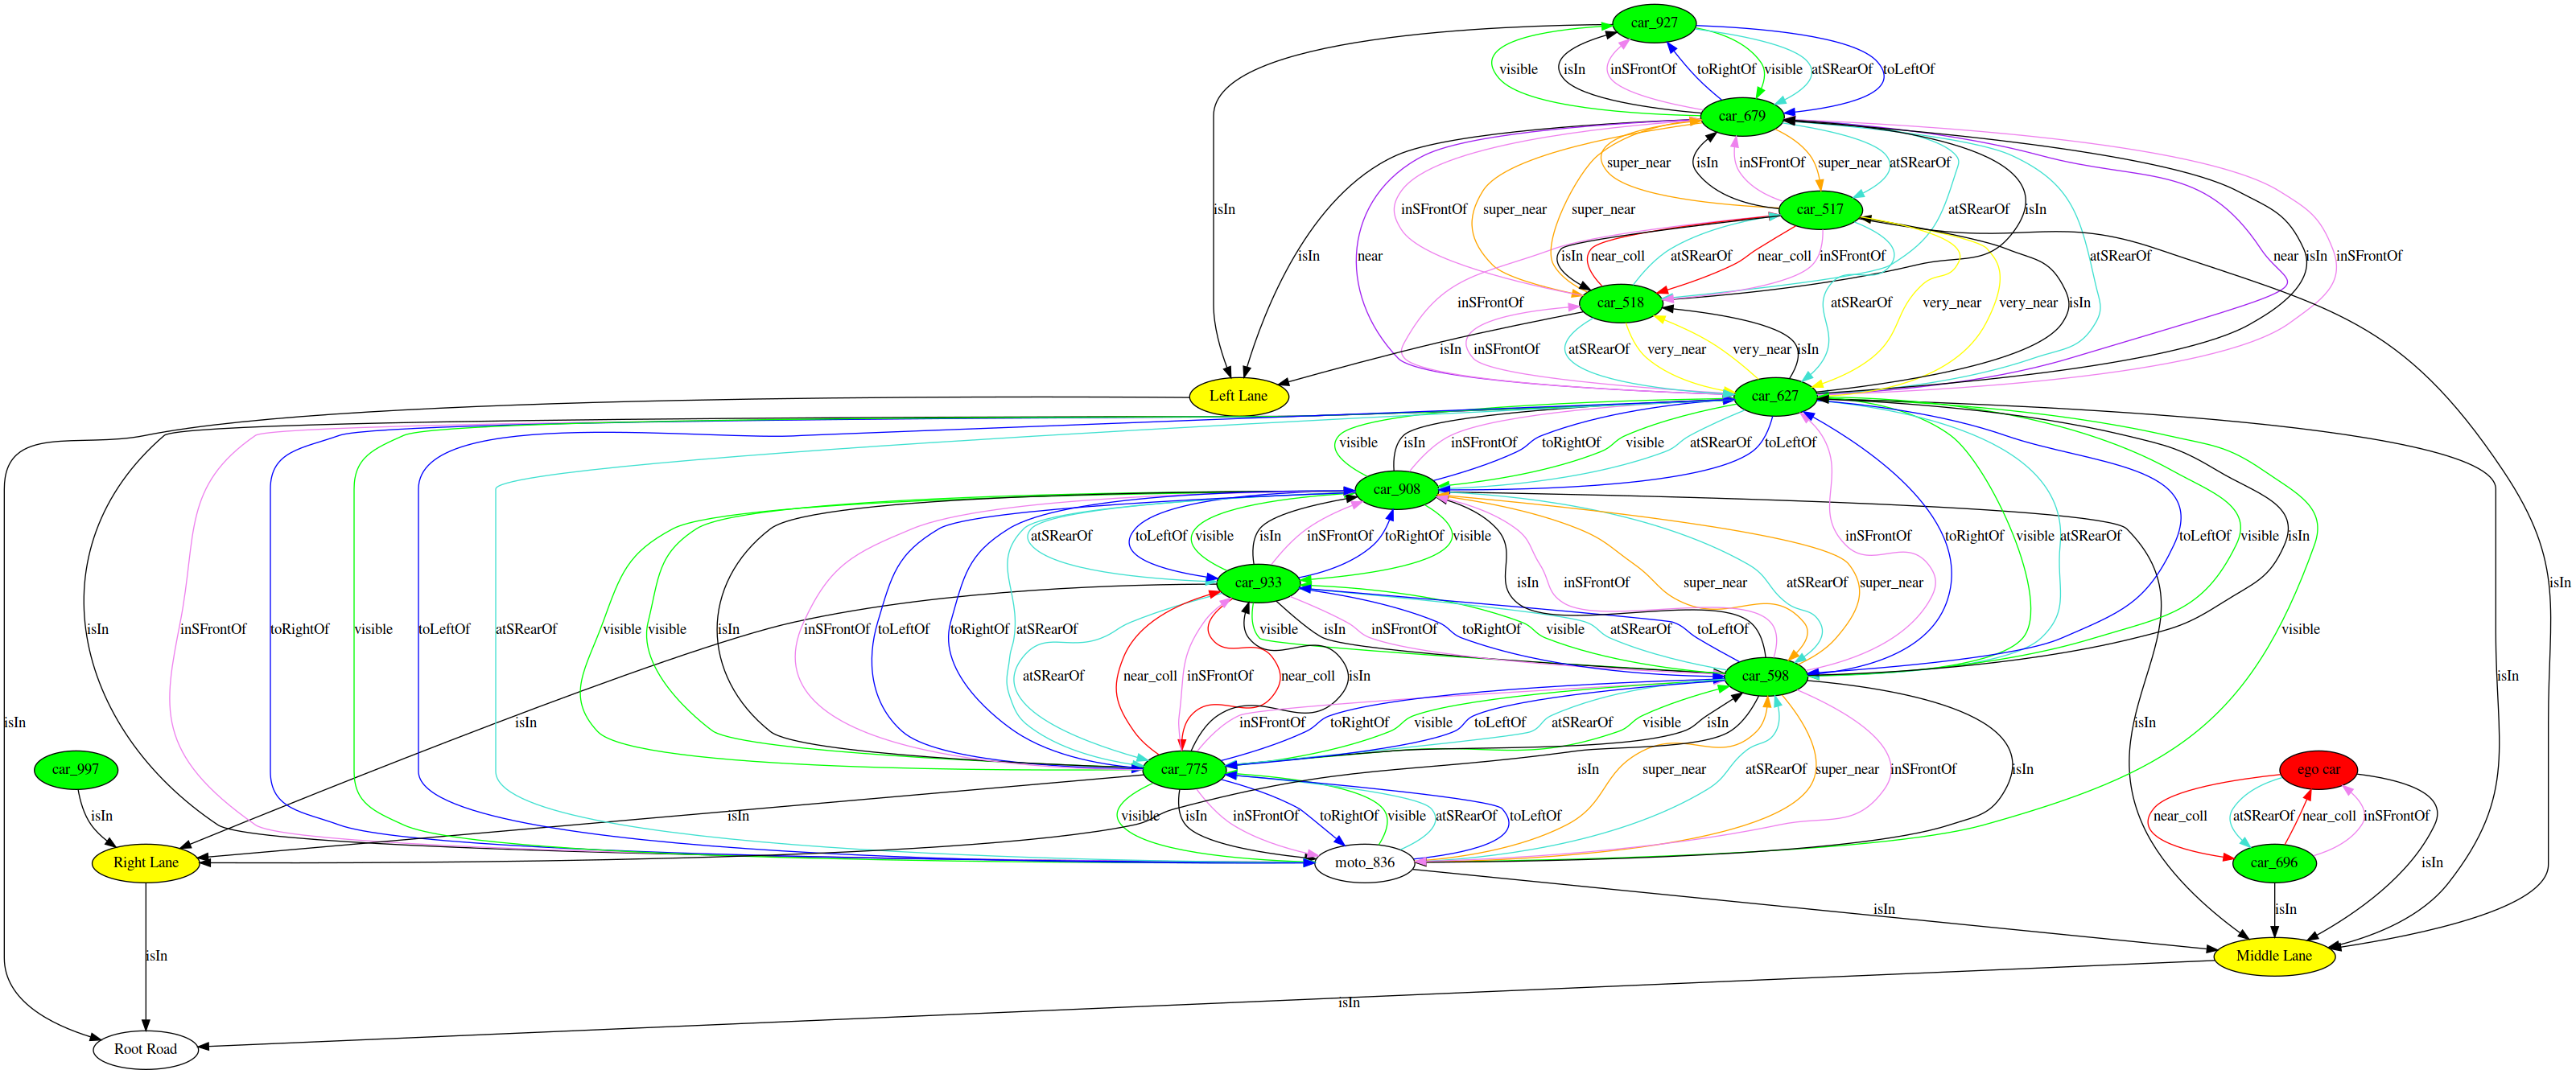 car_927
visible isIn inSFrontOf toRightOf visible atSRearOf toLeftOf
car_679
super_near isIn inSFrontOf super_near atSRearOf
isIn inSFrontOf super_near super_near car_517 atSRearOf isIn
isIn near isIn near_coll atSRearOf near_coll inSFrontOf atSRearOf near isIn inSFrontOf
inSFrontOf car_518 atSRearOf very_near very_near isIn
isIn inSFrontOf atSRearOf very_near very_near isIn
Left Lane car_627
visible isIn inSFrontOf toRightOf visible atSRearOf toLeftOf
car_908
atSRearOf toLeftOf visible isIn inSFrontOf toRightOf visible inSFrontOf toRightOf visible atSRearOf toLeftOf visible isIn
car_933 isIn inSFrontOf super_near atSRearOf super_near isIn
isIn inSFrontOf toRightOf visible toLeftOf atSRearOf visible visible isIn inSFrontOf toLeftOf toRightOf atSRearOf visible isIn inSFrontOf toRightOf visible atSRearOf toLeftOf visible
atSRearOf near_coll inSFrontOf near_coll isIn car_598 isIn
isIn isIn inSFrontOf toRightOf visible toLeftOf atSRearOf visible isIn isIn
car_997 car_775 isIn super_near atSRearOf super_near inSFrontOf isIn ego car
isIn isIn visible isIn inSFrontOf toRightOf visible atSRearOf toLeftOf near_coll atSRearOf near_coll inSFrontOf
Right Lane moto_836 car_696 isIn
isIn isIn
isIn Middle Lane
isIn
Root Road